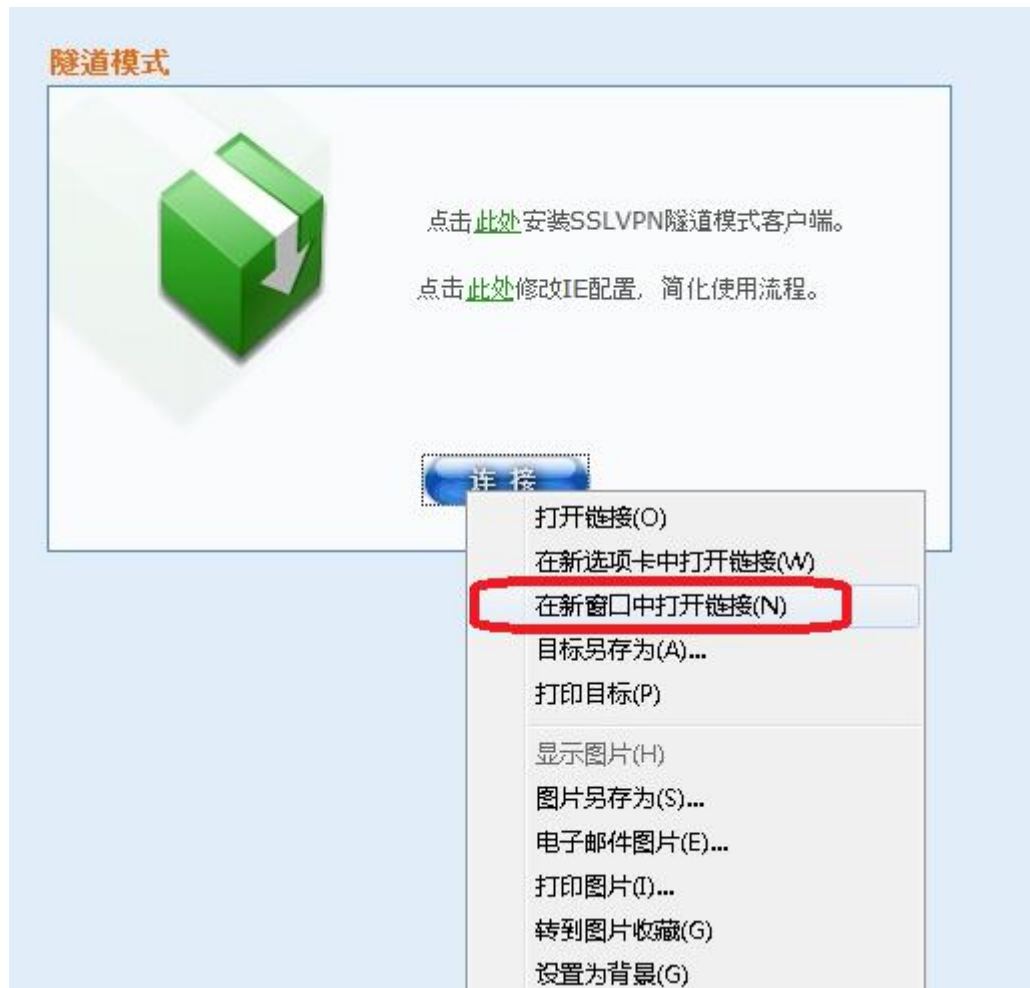 隧道模式
点击此处安装SSLVPN隧道模式客户端。
点击此处修改IE配置，简化使用流程。
连 接
打开链接(O)
在新选项卡中打开链接(W)
在新窗口中打开链接(N)
目标另存为(A)...
打印目标(P)
显示图片(H)
图片另存为(S)...
电子邮件图片(E)...
打印图片(I)...
转到图片收藏(G)
设置为背景(G)